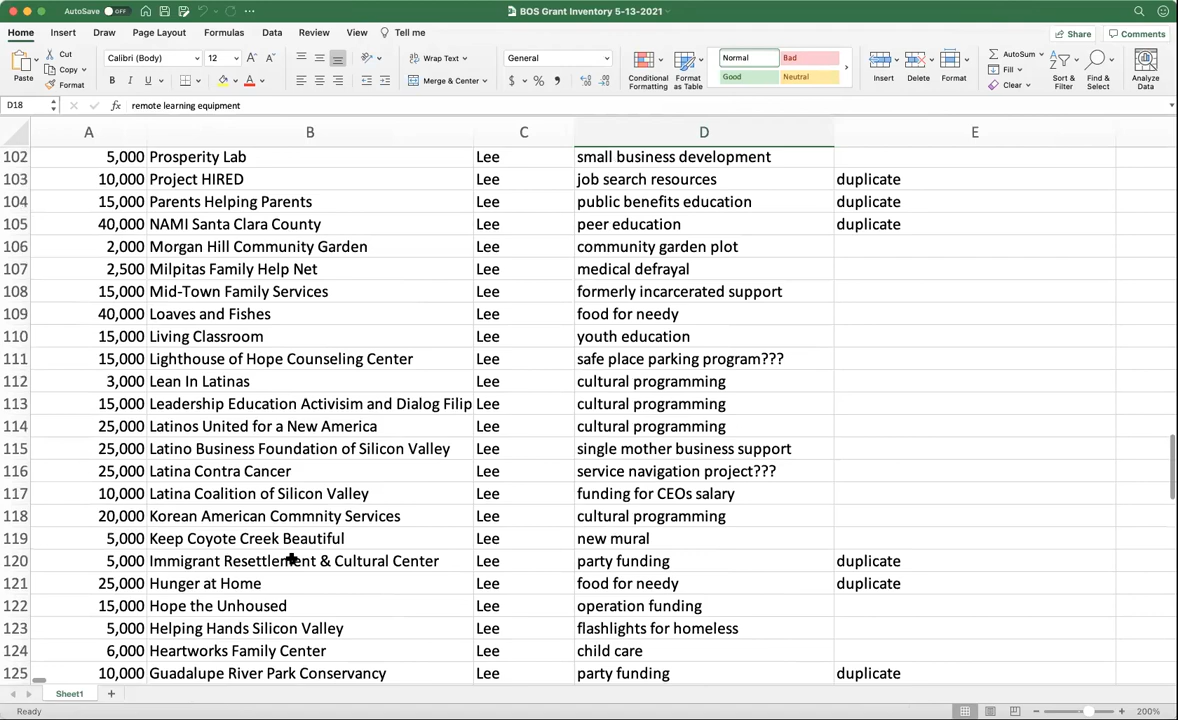 AutoSave OFF
BOS Grant Inventory 5-13-2021
Home Insert Draw Page Layout Formulas Data Review View Tell me
Share Comments
Paste
Cut
Copy
Format
Calibri (Body) 12
B I U
Wrap Text
Merge & Center
General
$ % ,
Conditional Formatting
Format as Table
Normal Bad
Good Neutral
Insert Delete Format
AutoSum
Fill
Clear
Sort & Filter
Find & Select
Analyze Data
D18 fx remote learning equipment
A B C D E
102 5,000 Prosperity Lab Lee small business development
103 10,000 Project HIRED Lee job search resources duplicate
104 15,000 Parents Helping Parents Lee public benefits education duplicate
105 40,000 NAMI Santa Clara County Lee peer education duplicate
106 2,000 Morgan Hill Community Garden Lee community garden plot
107 2,500 Milpitas Family Help Net Lee medical defrayal
108 15,000 Mid-Town Family Services Lee formerly incarcerated support
109 40,000 Loaves and Fishes Lee food for needy
110 15,000 Living Classroom Lee youth education
111 15,000 Lighthouse of Hope Counseling Center Lee safe place parking program???
112 3,000 Lean In Latinas Lee cultural programming
113 15,000 Leadership Education Activisim and Dialog Filip Lee cultural programming
114 25,000 Latinos United for a New America Lee cultural programming
115 25,000 Latino Business Foundation of Silicon Valley Lee single mother business support
116 25,000 Latina Contra Cancer Lee service navigation project???
117 10,000 Latina Coalition of Silicon Valley Lee funding for CEOs salary
118 20,000 Korean American Commnity Services Lee cultural programming
119 5,000 Keep Coyote Creek Beautiful Lee new mural
120 5,000 Immigrant Resettlement & Cultural Center Lee party funding duplicate
121 25,000 Hunger at Home Lee food for needy duplicate
122 15,000 Hope the Unhoused Lee operation funding
123 5,000 Helping Hands Silicon Valley Lee flashlights for homeless
124 6,000 Heartworks Family Center Lee child care
125 10,000 Guadalupe River Park Conservancy Lee party funding duplicate
Sheet1
Ready 200%